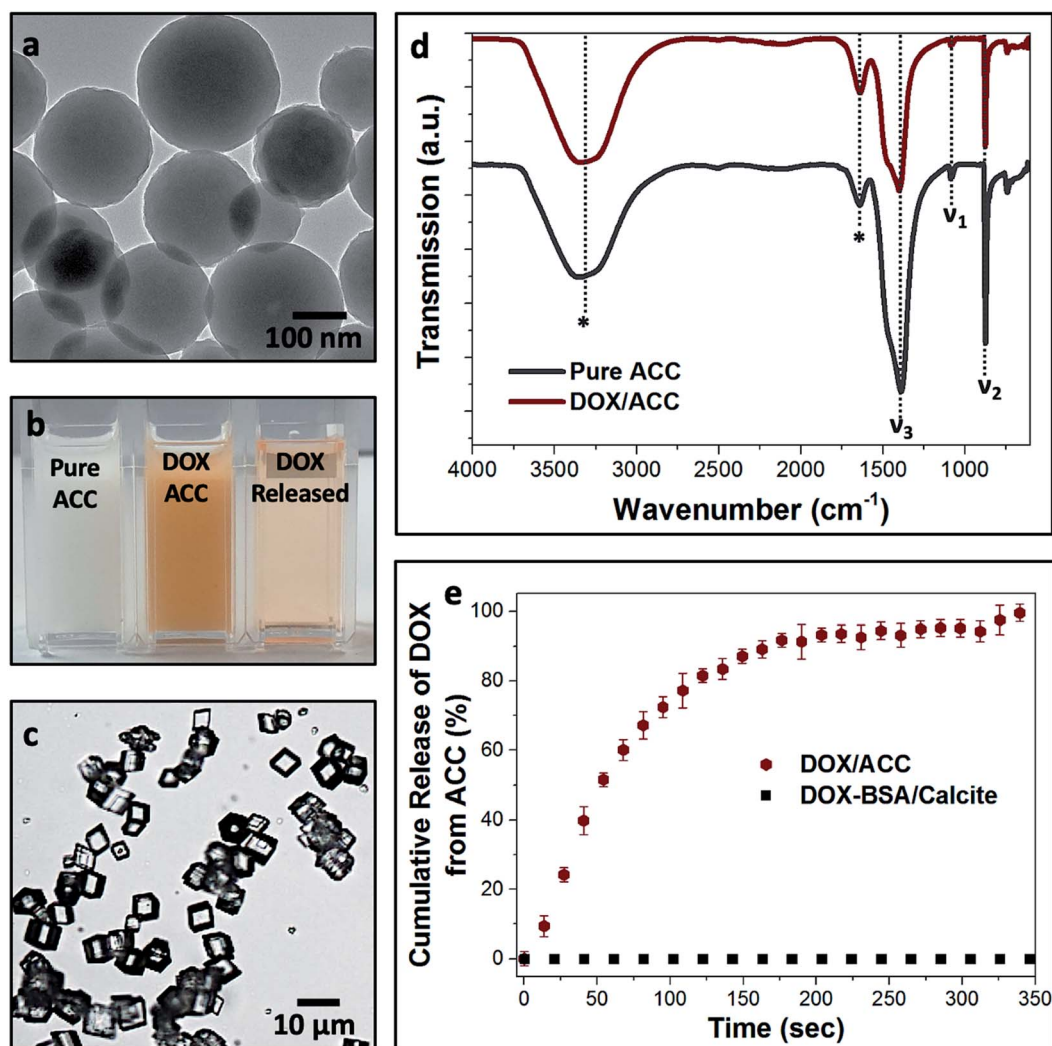 a
100 nm
b
Pure
ACC
DOX
ACC
DOX
Released
c
10 µm
d
Transmission (a.u.)
*
*
ν1
ν2
ν3
Pure ACC
DOX/ACC
4000 3500 3000 2500 2000 1500 1000
Wavenumber (cm-1)
e
Cumulative Release of DOX
from ACC (%)
100
80
60
40
20
0
DOX/ACC
DOX-BSA/Calcite
0 50 100 150 200 250 300 350
Time (sec)